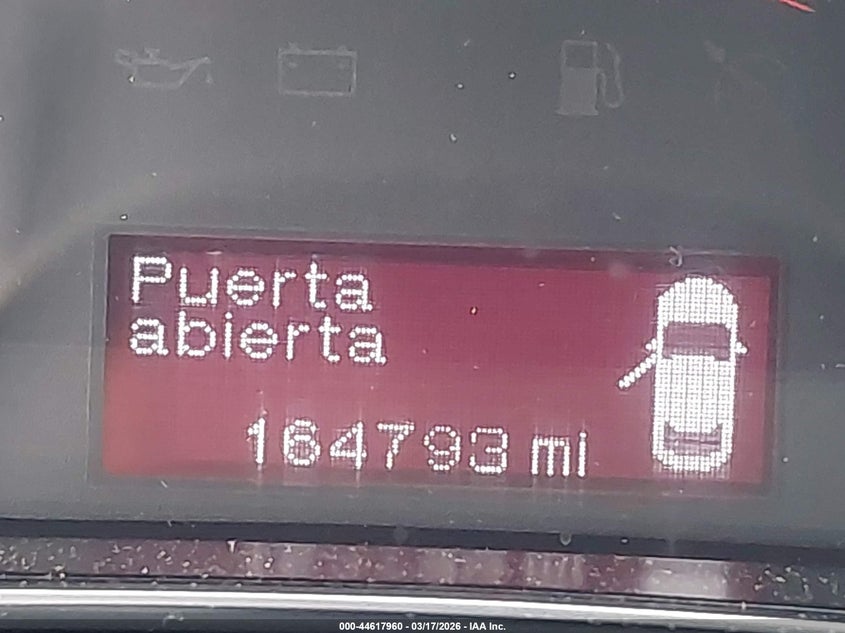 Puerta
abierta
164793 mi
000-44617960 - 03/17/2026 - IAA Inc.